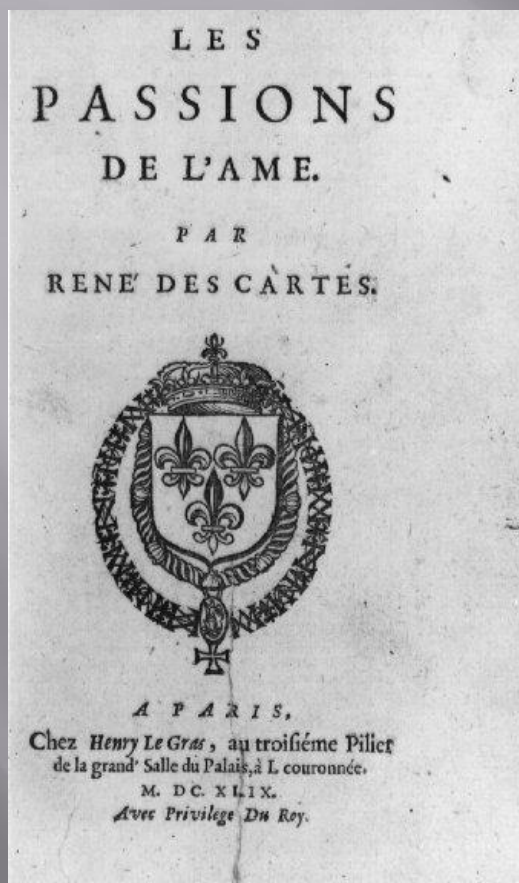 LES
PASSIONS
DE L'AME.
PAR
RENE' DES CARTES.
A PARIS,
Chez Henry Le Gras, au troiſiéme Pilier
de la grand' Salle du Palais, à L couronnée.
M. DC. XLIX.
Avec Privilege Du Roy.